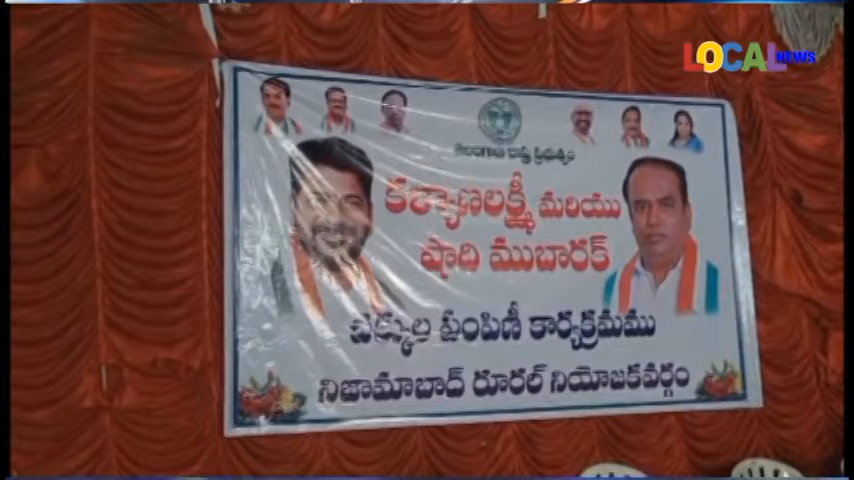 LOCAL NEWS
తెలంగాణ రాష్ట్ర ప్రభుత్వం
కళ్యాణలక్ష్మీ మరియు
షాది ముబారక్
చెక్కుల పంపిణీ కార్యక్రమము
నిజామాబాద్ రూరల్ నియోజకవర్గం